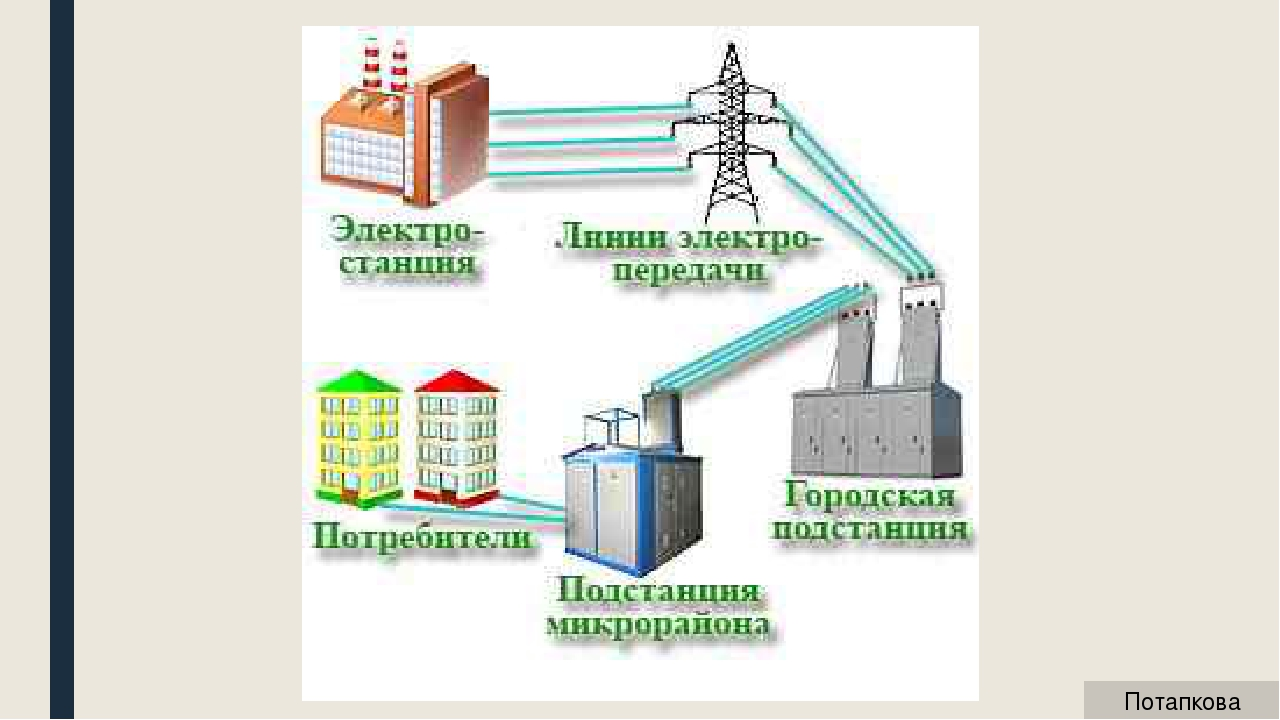 Электро-
станция
Линии электро-
передачи
Городская
подстанция
Потребители
Подстанция
микрорайона
Потапкова